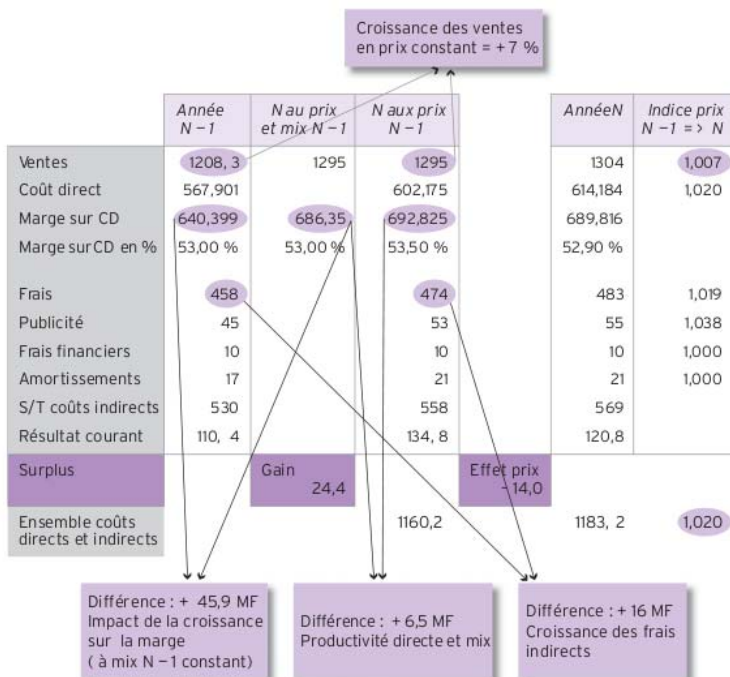 Croissance des ventes
en prix constant = + 7 %
Année N – 1 N au prix et mix N – 1 N aux prix N – 1 AnnéeN Indice prix N – 1 = > N
Ventes 1208, 3 1295 1295 1304 1,007
Coût direct 567,901 602,175 614,184 1,020
Marge sur CD 640,399 686,35 692,825 689,816
Marge surCD en % 53,00 % 53,00 % 53,50 % 52,90 %
Frais 458 474 483 1,019
Publicité 45 53 55 1,038
Frais financiers 10 10 10 1,000
Amortissements 17 21 21 1,000
S/T coûts indirects 530 558 569
Résultat courant 110, 4 134, 8 120,8
Surplus Gain 24,4 Effet prix - 14,0
Ensemble coûts directs et indirects 1160,2 1183, 2 1,020
Différence : + 45,9 MF
Impact de la croissance
sur la marge
( à mix N – 1 constant)
Différence : + 6,5 MF
Productivité directe et mix
Différence : + 16 MF
Croissance des frais
indirects